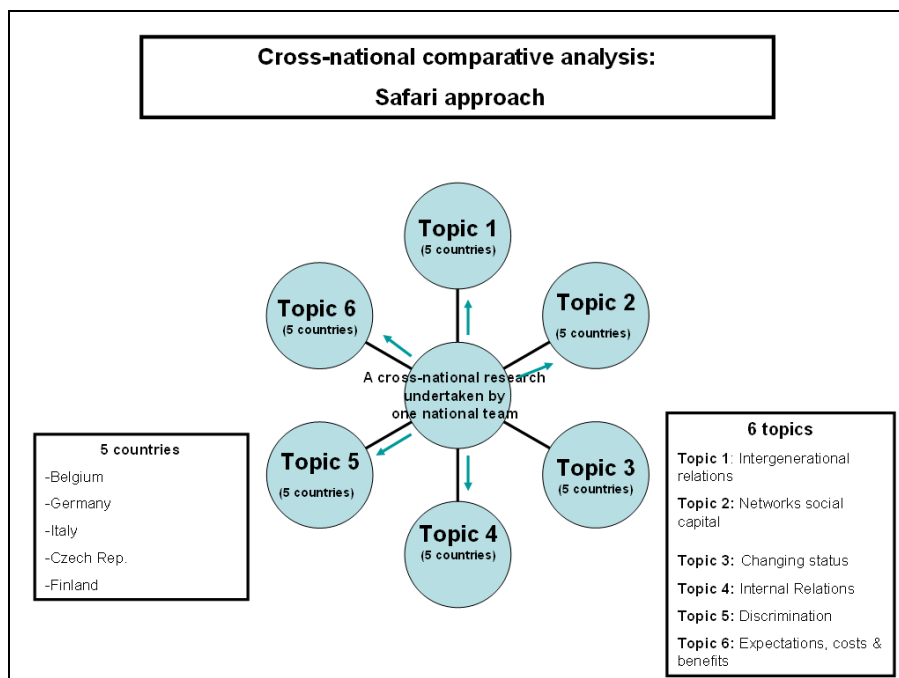 Cross-national comparative analysis:
Safari approach
Topic 1
(5 countries)
Topic 6
(5 countries)
Topic 2
(5 countries)
A cross-national research
undertaken by
one national team
Topic 5
(5 countries)
Topic 3
(5 countries)
Topic 4
(5 countries)
5 countries
-Belgium
-Germany
-Italy
-Czech Rep.
-Finland
6 topics
Topic 1: Intergenerational
relations
Topic 2: Networks social
capital
Topic 3: Changing status
Topic 4: Internal Relations
Topic 5: Discrimination
Topic 6: Expectations, costs &
benefits